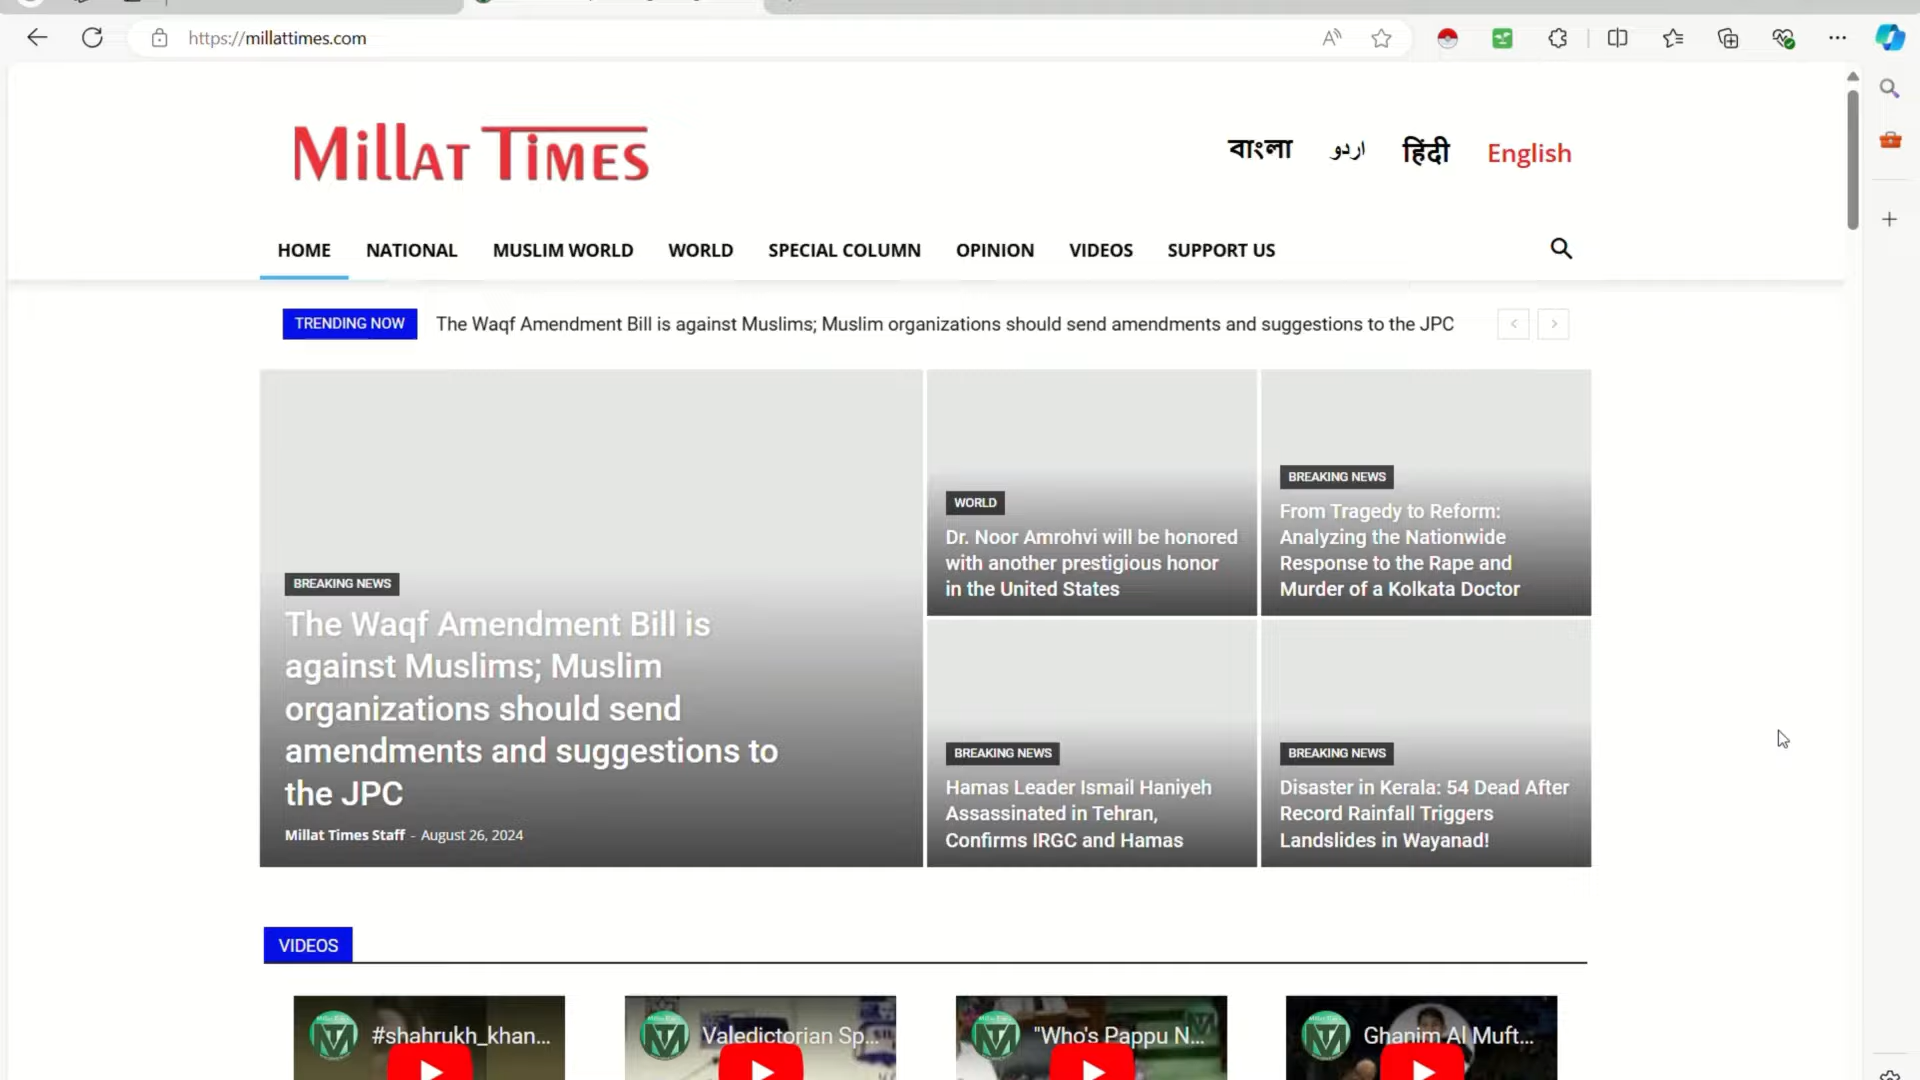 https://millattimes.com
Millat Times
বাংলা اردو हिंदी English
HOME NATIONAL MUSLIM WORLD WORLD SPECIAL COLUMN OPINION VIDEOS SUPPORT US
TRENDING NOW The Waqf Amendment Bill is against Muslims; Muslim organizations should send amendments and suggestions to the JPC
BREAKING NEWS
The Waqf Amendment Bill is
against Muslims; Muslim
organizations should send
amendments and suggestions to
the JPC
Millat Times Staff - August 26, 2024
WORLD
Dr. Noor Amrohvi will be honored
with another prestigious honor
in the United States
BREAKING NEWS
From Tragedy to Reform:
Analyzing the Nationwide
Response to the Rape and
Murder of a Kolkata Doctor
BREAKING NEWS
Hamas Leader Ismail Haniyeh
Assassinated in Tehran,
Confirms IRGC and Hamas
BREAKING NEWS
Disaster in Kerala: 54 Dead After
Record Rainfall Triggers
Landslides in Wayanad!
VIDEOS
#shahrukh_khan...
Valedictorian Sp...
"Who's Pappu N...
Ghanim Al Muft...